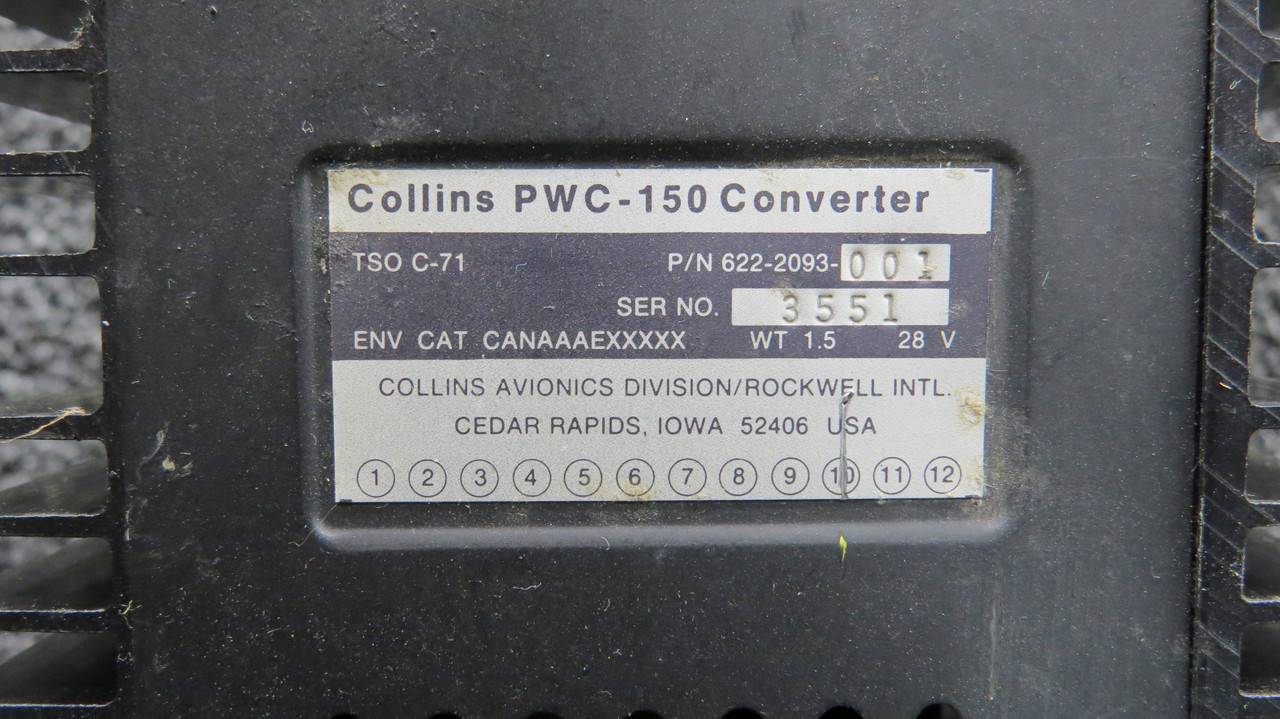 Collins PWC-150 Converter
TSO C-71 P/N 622-2093-001
SER NO. 3551
ENV CAT CANAAAEXXXXX WT 1.5 28 V
COLLINS AVIONICS DIVISION/ROCKWELL INTL.
CEDAR RAPIDS, IOWA 52406 USA
1 2 3 4 5 6 7 8 9 10 11 12